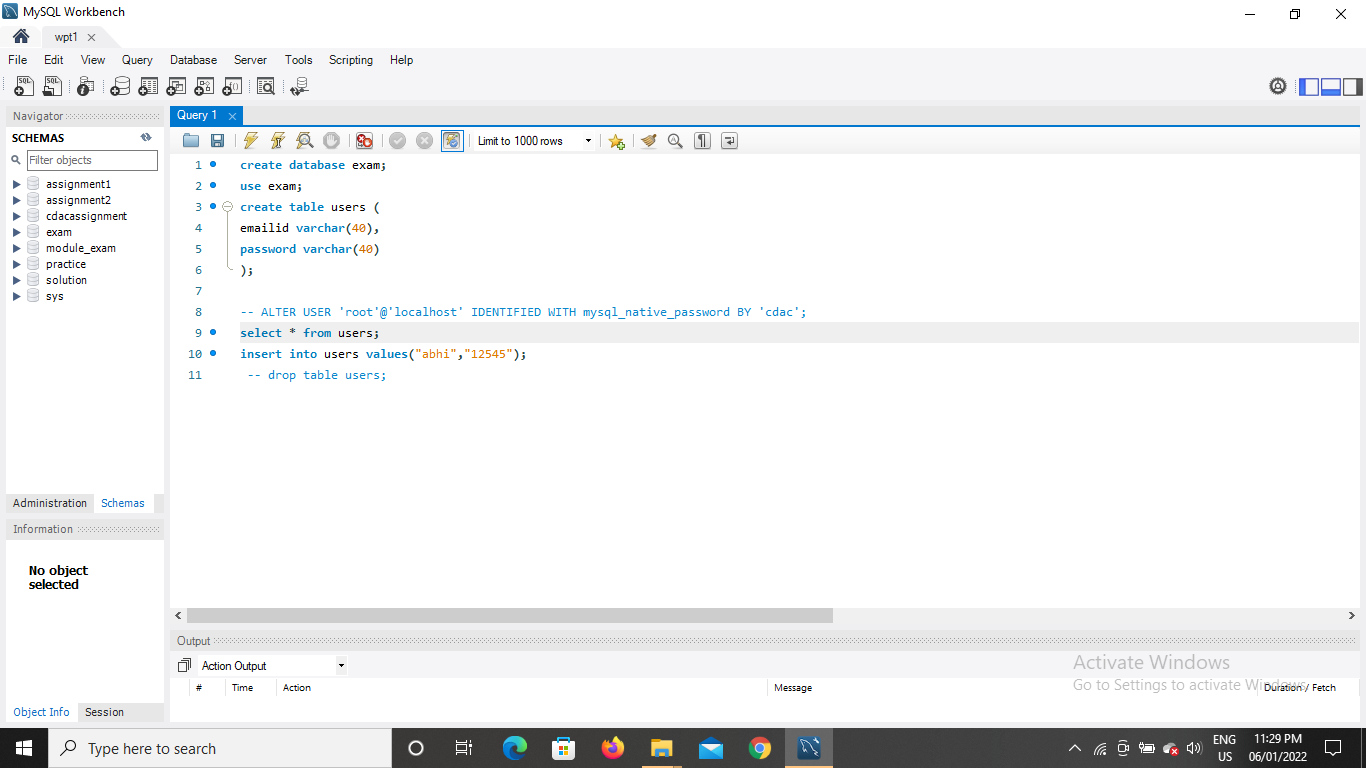 MySQL Workbench
wpt1
File Edit View Query Database Server Tools Scripting Help
Navigator
SCHEMAS
Filter objects
assignment1
assignment2
cdacassignment
exam
module_exam
practice
solution
sys
Administration Schemas
Information
No object
selected
Object Info Session
Query 1
Limit to 1000 rows
1 create database exam;
2 use exam;
3 create table users (
4 emailid varchar(40),
5 password varchar(40)
6 );
7
8 -- ALTER USER 'root'@'localhost' IDENTIFIED WITH mysql_native_password BY 'cdac';
9 select * from users;
10 insert into users values("abhi","12545");
11 -- drop table users;
Output
Action Output
# Time Action Message Duration / Fetch
Activate Windows
Go to Settings to activate Windows.
Type here to search
ENG
US
11:29 PM
06/01/2022